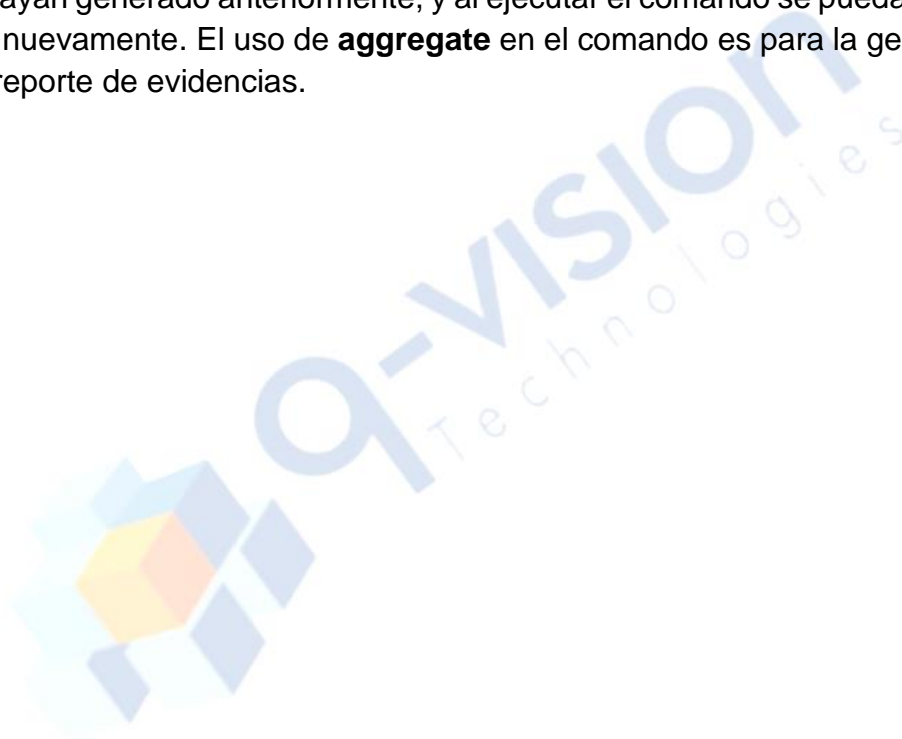 ayan generado anteriormente, y al ejecutar el comando se pueda
nuevamente. El uso de aggregate en el comando es para la ge
reporte de evidencias.
q-VISION
Technologies